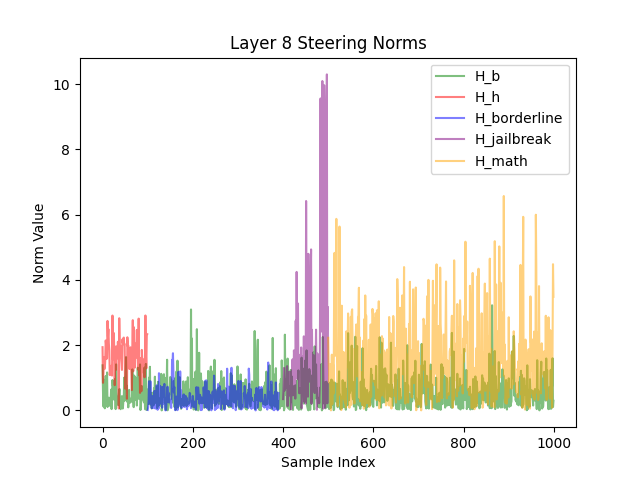 Layer 8 Steering Norms
H_b
H_h
H_borderline
H_jailbreak
H_math
Norm Value
10
8
6
4
2
0
0
200
400
600
800
1000
Sample Index